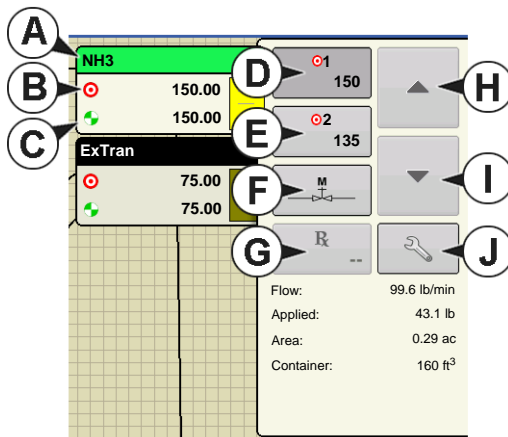 A
NH3
B
150.00
C
150.00
ExTran
75.00
75.00
D
1
150
E
2
135
F
M
G
Rx
--
H
I
J
Flow: 99.6 lb/min
Applied: 43.1 lb
Area: 0.29 ac
Container: 160 ft³